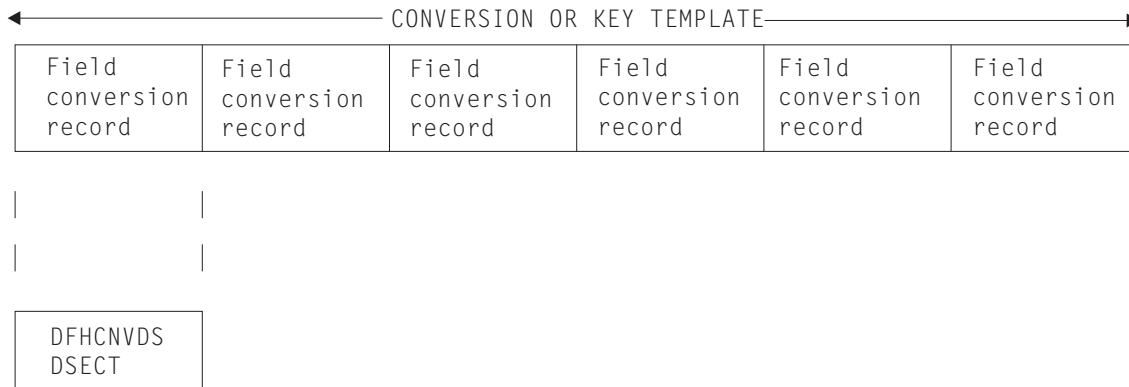 CONVERSION OR KEY TEMPLATE
Field
conversion
record
Field
conversion
record
Field
conversion
record
Field
conversion
record
Field
conversion
record
Field
conversion
record
DFHCNVDS
DSECT